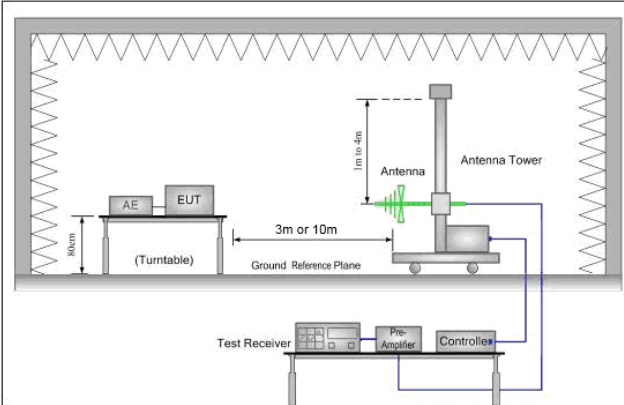 1m to 4m
Antenna
Antenna Tower
AE
EUT
80cm
(Turntable)
3m or 10m
Ground Reference Plane
Test Receiver
Pre-
Amplifier
Controller